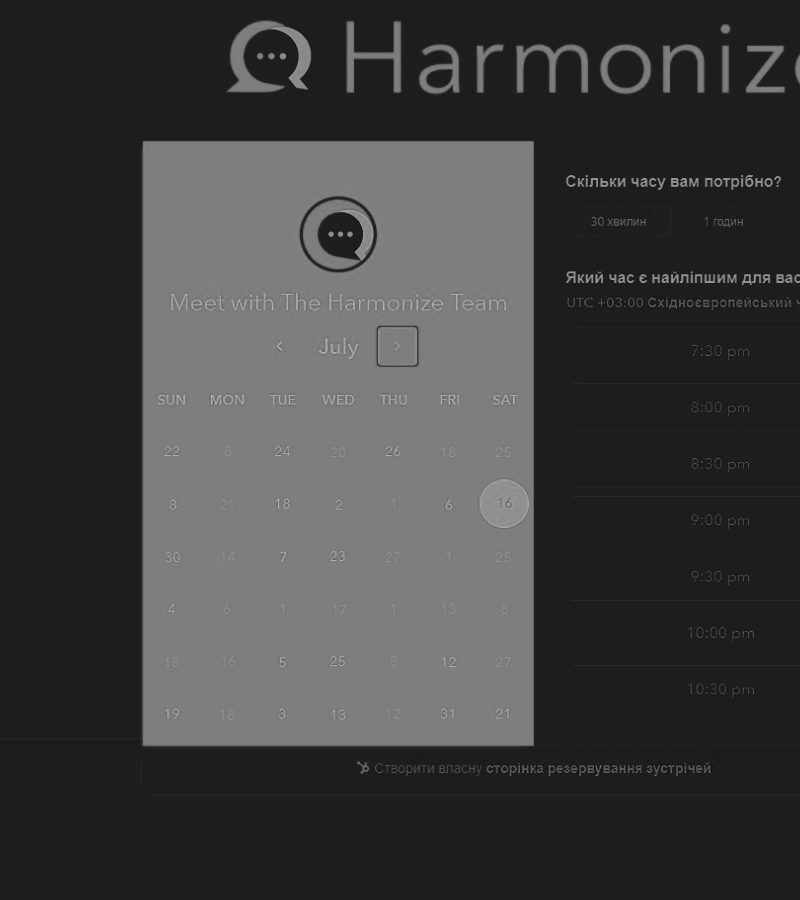 Harmoniz
Meet with The Harmonize Team
July
SUN MON TUE WED THU FRI SAT
22 8 24 20 26 18 25
8 21 18 2 1 6 16
30 14 7 23 27 1 25
4 6 1 17 1 13 8
18 16 5 25 8 12 27
19 18 3 13 12 31 21
Скільки часу вам потрібно?
30 хвилин 1 годин
Який час є найліпшим для вас
UTC +03:00 Східноєвропейський ч
7:30 pm
8:00 pm
8:30 pm
9:00 pm
9:30 pm
10:00 pm
10:30 pm
Створити власну сторінка резервування зустрічей